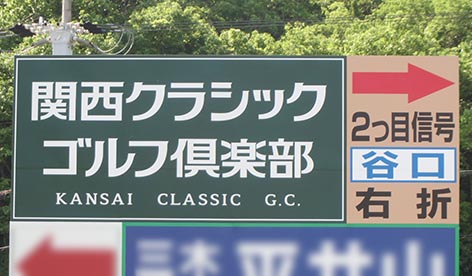 関西クラシック
ゴルフ倶楽部
KANSAI CLASSIC G.C.
2つ目信号
谷口
右折